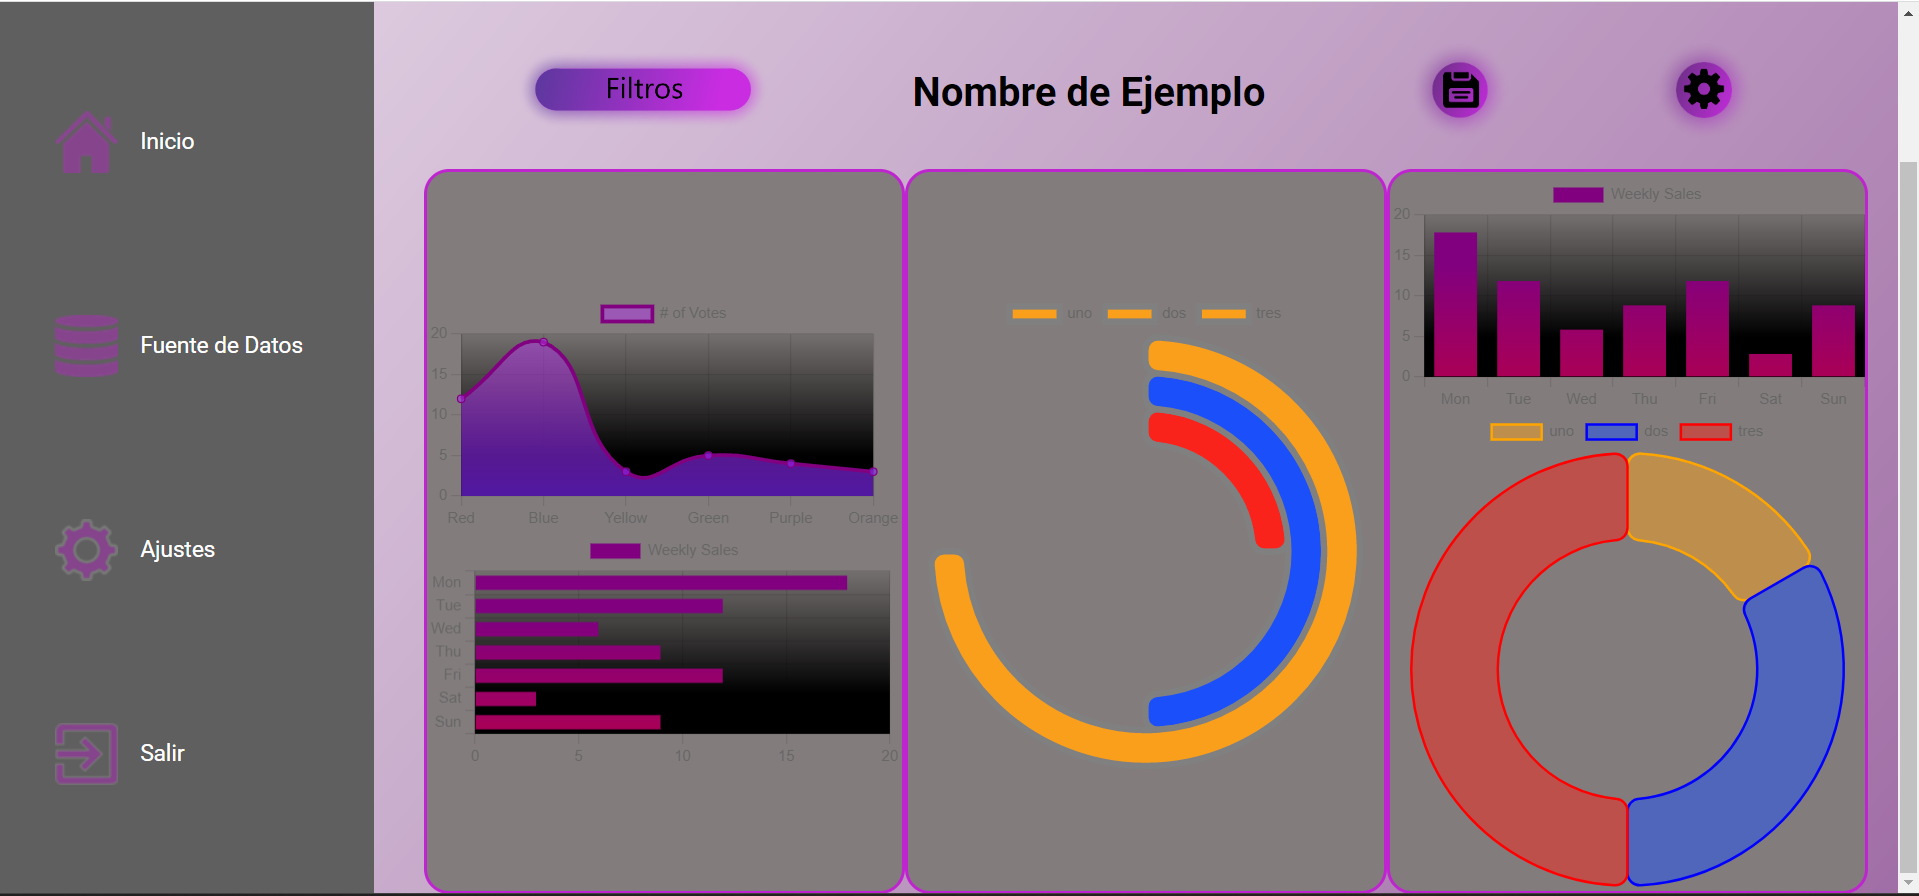 Inicio
Fuente de Datos
Ajustes
Salir
Filtros
Nombre de Ejemplo
# of Votes
20
15
10
5
0
Red Blue Yellow Green Purple Orange
Weekly Sales
Mon
Tue
Wed
Thu
Fri
Sat
Sun
0 5 10 15 20
uno dos tres
Weekly Sales
20
15
10
5
0
Mon Tue Wed Thu Fri Sat Sun
uno dos tres